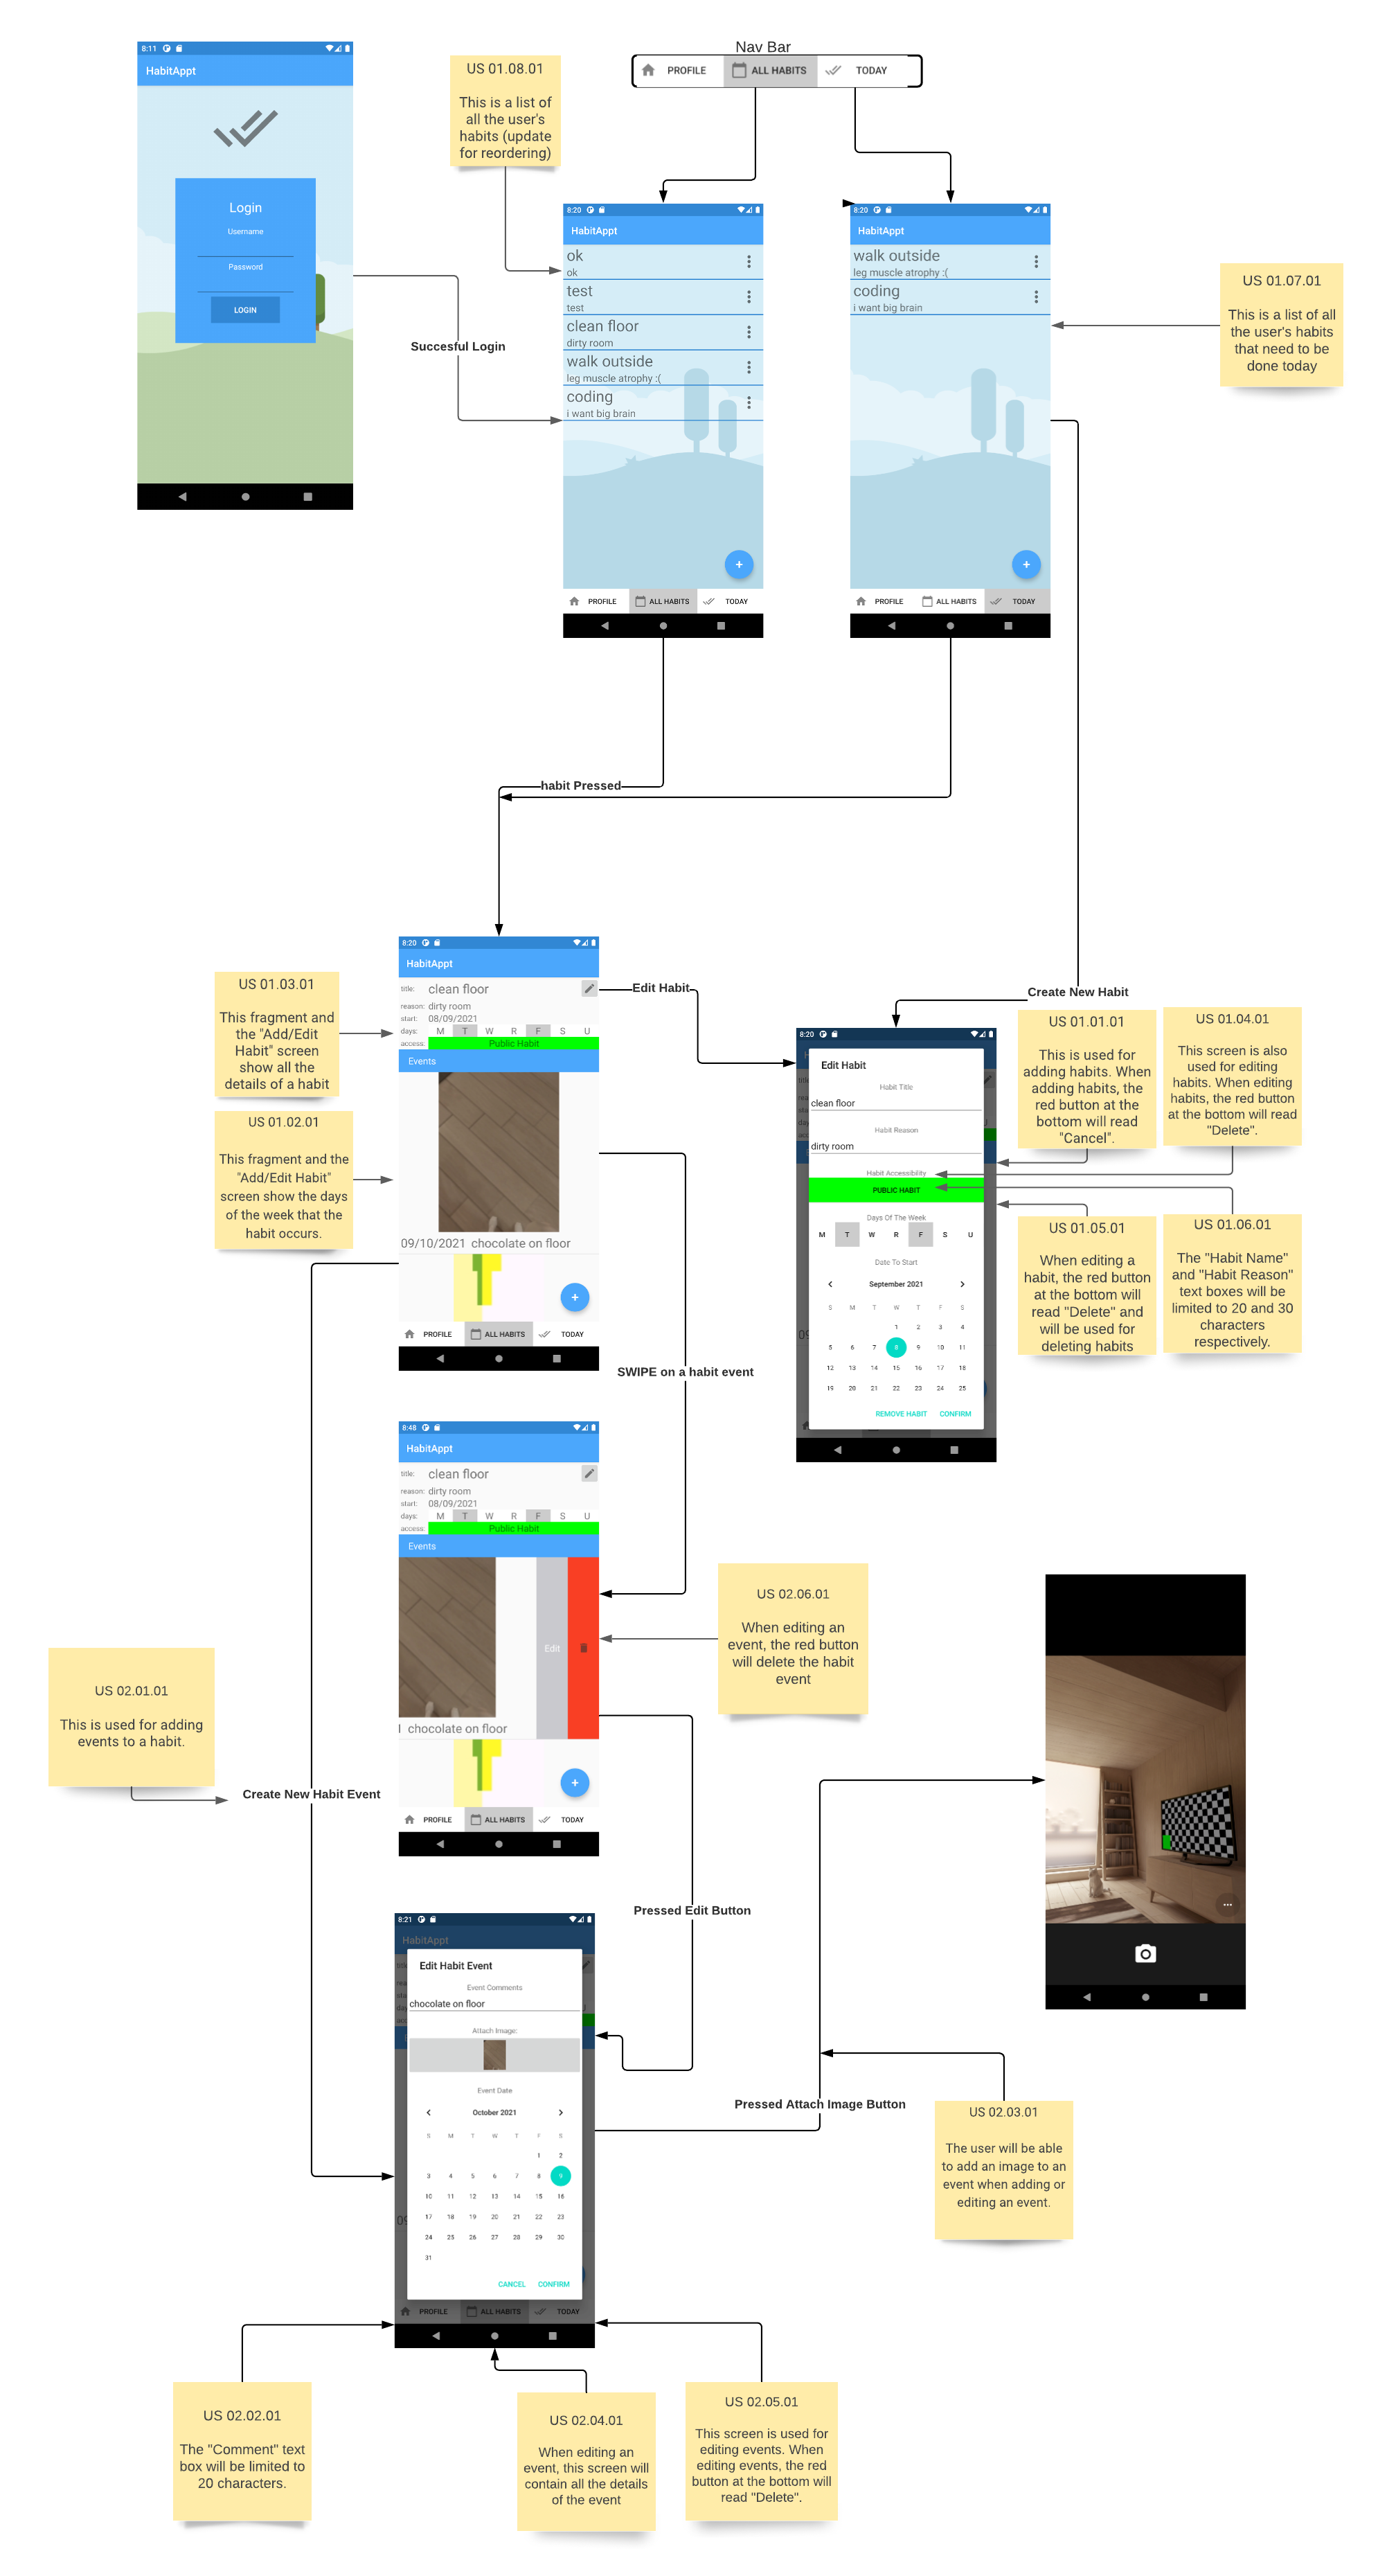 Nav Bar
PROFILE ALL HABITS TODAY
8:11
HabitAppt
Login
Username
Password
LOGIN
US 01.08.01
This is a list of
all the user's
habits (update
for reordering)
Succesful Login
8:20
HabitAppt
ok
ok
test
test
clean floor
dirty room
walk outside
leg muscle atrophy :(
coding
i want big brain
+
PROFILE ALL HABITS TODAY
8:20
HabitAppt
walk outside
leg muscle atrophy :(
coding
i want big brain
+
PROFILE ALL HABITS TODAY
US 01.07.01
This is a list of all
the user's habits
that need to be
done today
habit Pressed
8:20
HabitAppt
title: clean floor
reason: dirty room
start: 08/09/2021
days: M T W R F S U
access: Public Habit
Events
09/10/2021 chocolate on floor
+
PROFILE ALL HABITS TODAY
US 01.03.01
This fragment and
the "Add/Edit
Habit" screen
show all the
details of a habit
US 01.02.01
This fragment and the
"Add/Edit Habit"
screen show the days
of the week that the
habit occurs.
Edit Habit
Create New Habit
8:20
Edit Habit
Habit Title
clean floor
Habit Reason
dirty room
Habit Accessibility
PUBLIC HABIT
Days Of The Week
M T W R F S U
Date To Start
September 2021
S M T W T F S
1 2 3 4
5 6 7 8 9 10 11
12 13 14 15 16 17 18
19 20 21 22 23 24 25
REMOVE HABIT CONFIRM
US 01.01.01
This is used for
adding habits. When
adding habits, the
red button at the
bottom will read
"Cancel".
US 01.04.01
This screen is also
used for editing
habits. When editing
habits, the red button
at the bottom will read
"Delete".
US 01.05.01
When editing a
habit, the red button
at the bottom will
read "Delete" and
will be used for
deleting habits
US 01.06.01
The "Habit Name"
and "Habit Reason"
text boxes will be
limited to 20 and 30
characters
respectively.
SWIPE on a habit event
8:48
HabitAppt
title: clean floor
reason: dirty room
start: 08/09/2021
days: M T W R F S U
access: Public Habit
Events
Edit
chocolate on floor
+
PROFILE ALL HABITS TODAY
US 02.06.01
When editing an
event, the red button
will delete the habit
event
US 02.01.01
This is used for adding
events to a habit.
Create New Habit Event
Pressed Edit Button
8:21
HabitAppt
Edit Habit Event
Event Comments
chocolate on floor
Attach Image:
Event Date
October 2021
S M T W T F S
1 2
3 4 5 6 7 8 9
10 11 12 13 14 15 16
17 18 19 20 21 22 23
24 25 26 27 28 29 30
31
CANCEL CONFIRM
PROFILE ALL HABITS TODAY
Pressed Attach Image Button
US 02.03.01
The user will be able
to add an image to an
event when adding or
editing an event.
US 02.02.01
The "Comment" text
box will be limited to
20 characters.
US 02.04.01
When editing an
event, this screen will
contain all the details
of the event
US 02.05.01
This screen is used for
editing events. When
editing events, the red
button at the bottom will
read "Delete".